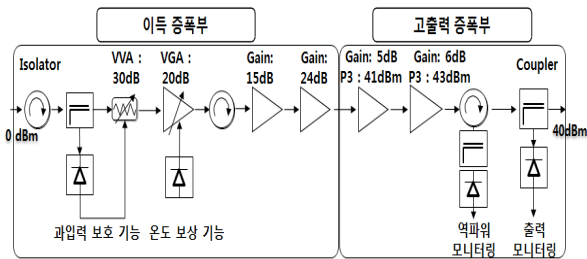 이득 증폭부
고출력 증폭부
Isolator
VVA :
30dB
VGA :
20dB
Gain:
15dB
Gain:
24dB
Gain: 5dB
P3 : 41dBm
Gain: 6dB
P3 : 43dBm
Coupler
0 dBm
40dBm
과입력 보호 기능
온도 보상 기능
역파워
모니터링
출력
모니터링